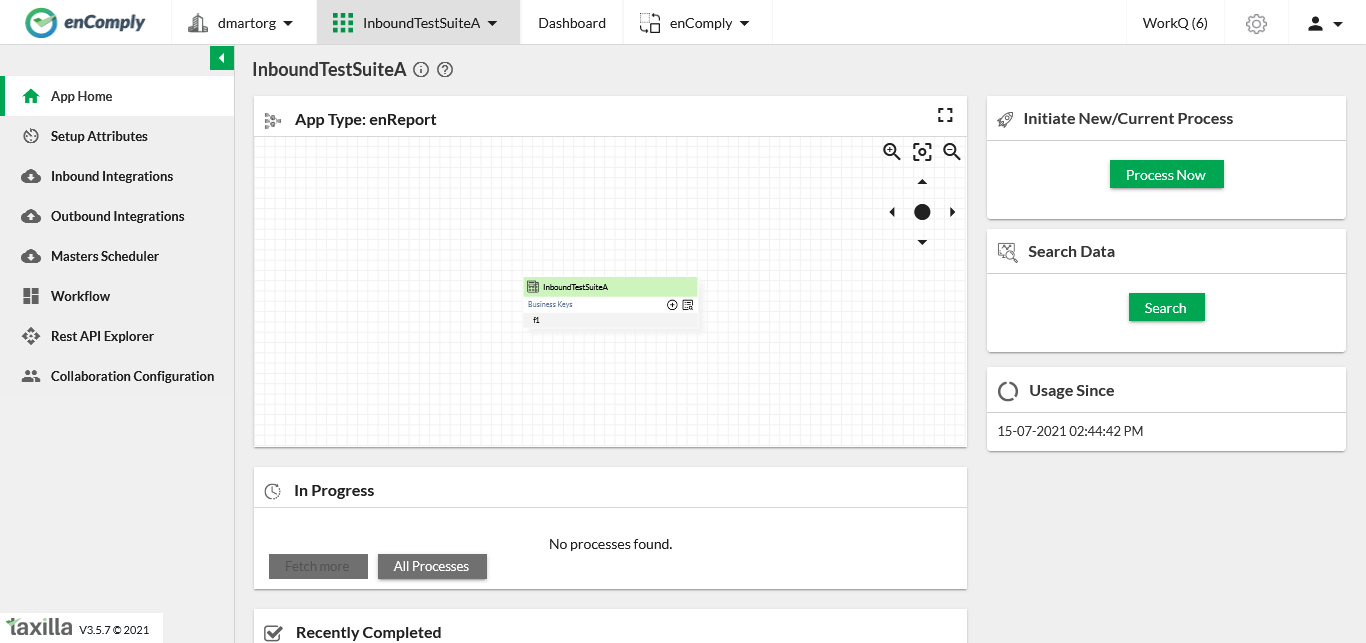 enComply
dmartorg
InboundTestSuiteA
Dashboard
enComply
WorkQ (6)
InboundTestSuiteA
App Home
Setup Attributes
Inbound Integrations
Outbound Integrations
Masters Scheduler
Workflow
Rest API Explorer
Collaboration Configuration
App Type: enReport
InboundTestSuiteA
Business Keys
f1
Initiate New/Current Process
Process Now
Search Data
Search
Usage Since
15-07-2021 02:44:42 PM
In Progress
No processes found.
Fetch more
All Processes
Recently Completed
taxilla V3.5.7 © 2021